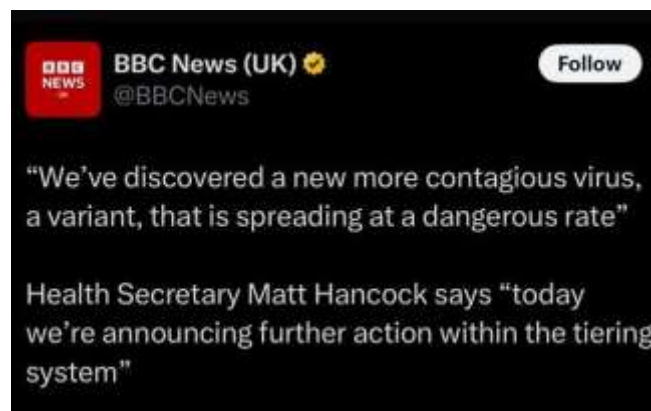 BBC
NEWS
BBC News (UK)
@BBCNews
Follow
“We’ve discovered a new more contagious virus,
a variant, that is spreading at a dangerous rate”
Health Secretary Matt Hancock says “today
we’re announcing further action within the tiering
system”